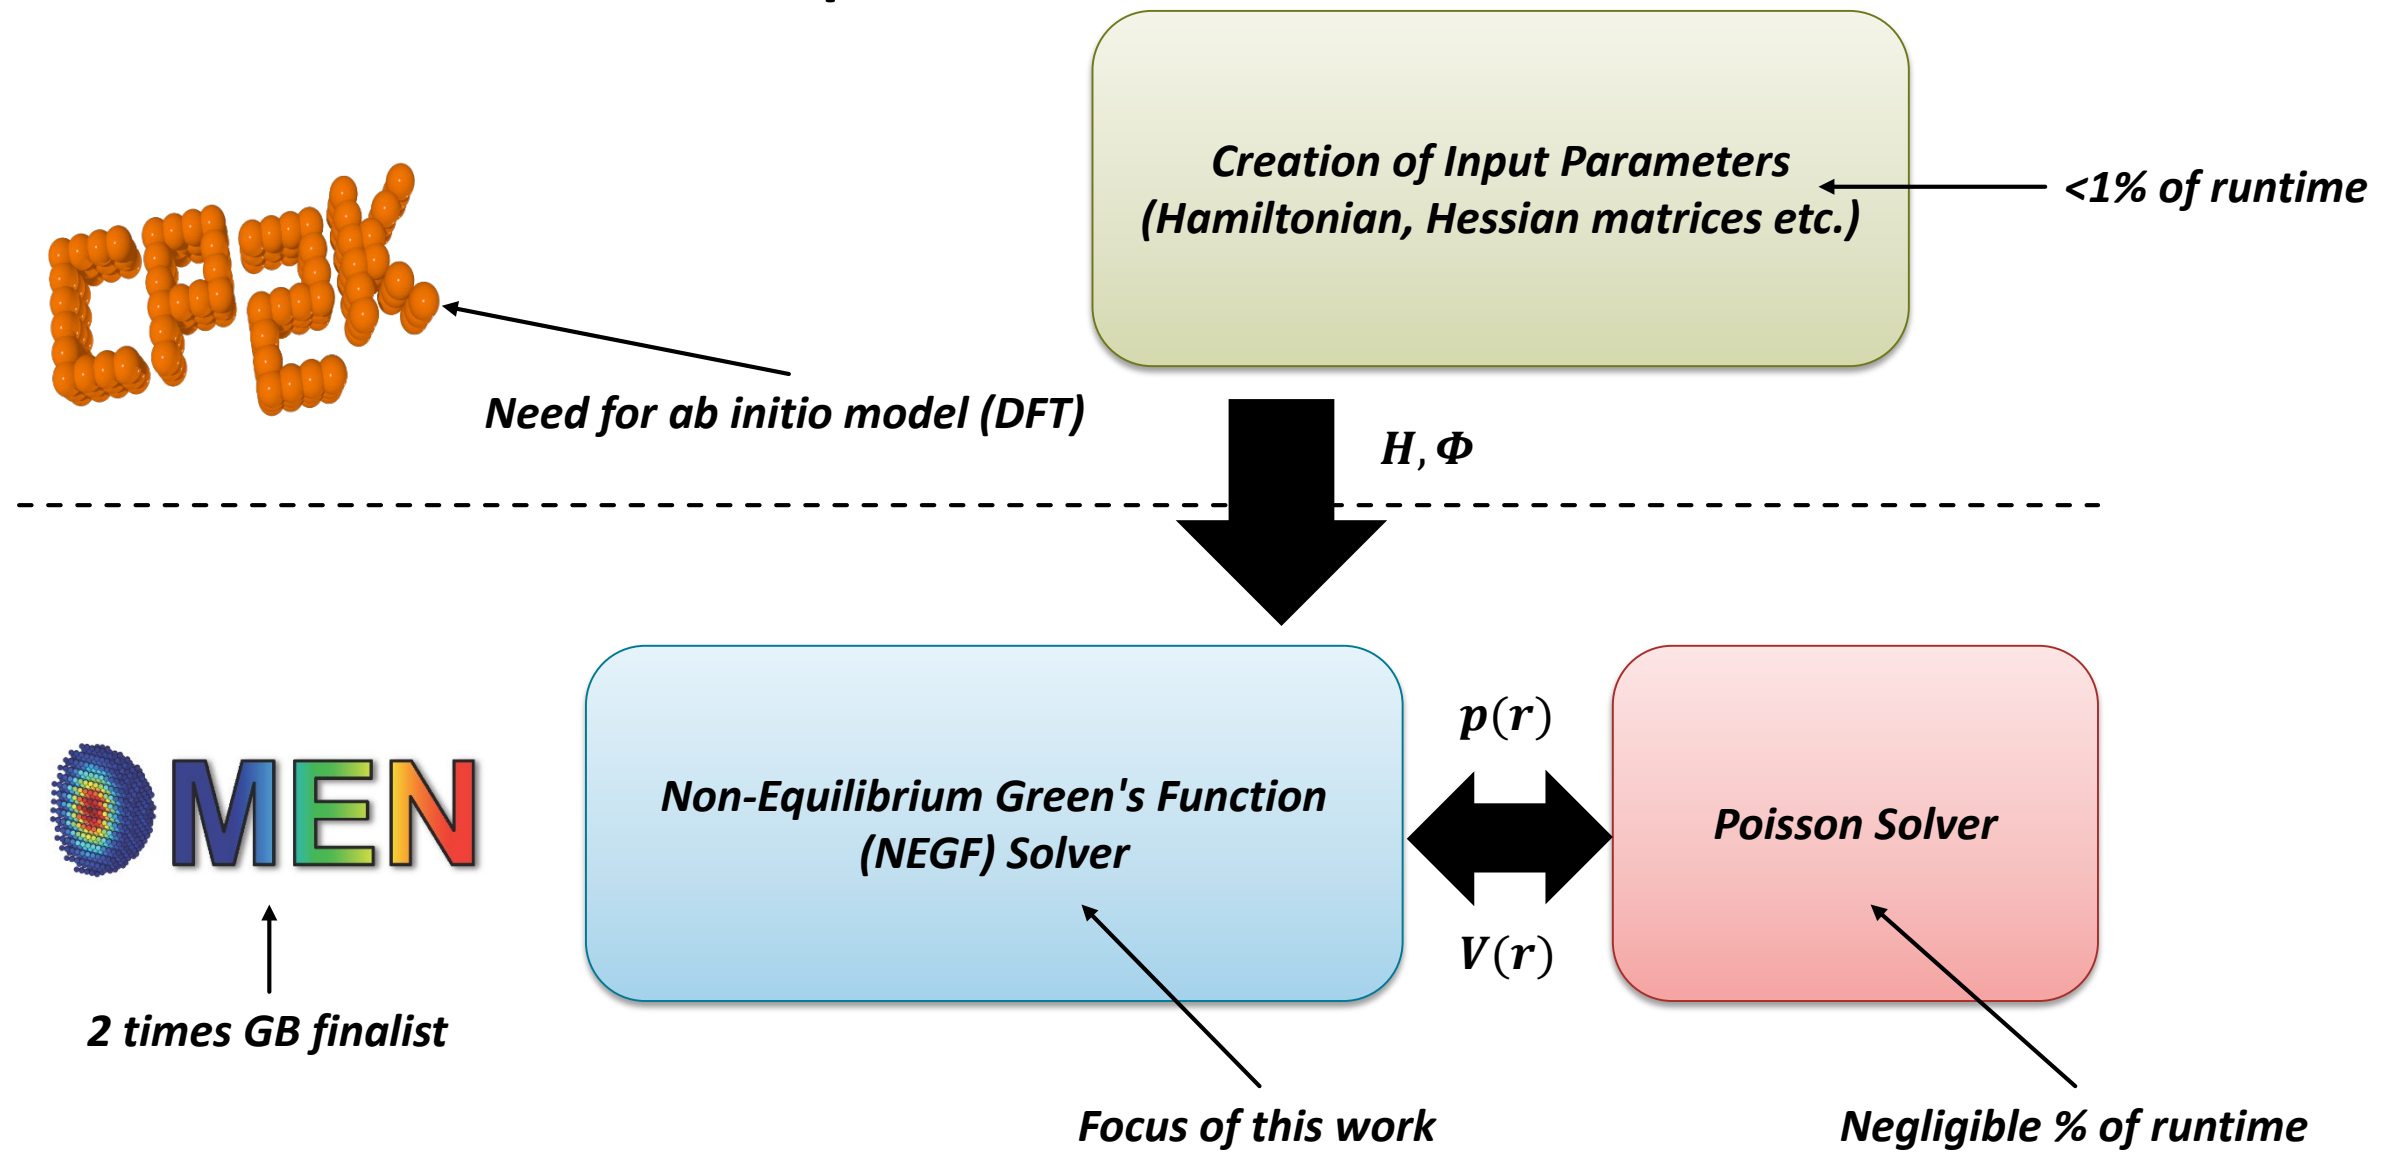 Creation of Input Parameters
(Hamiltonian, Hessian matrices etc.)
<1% of runtime
CP2K
Need for ab initio model (DFT)
H, Φ
OMEN
2 times GB finalist
Non-Equilibrium Green's Function
(NEGF) Solver
p(r)
V(r)
Poisson Solver
Focus of this work
Negligible % of runtime